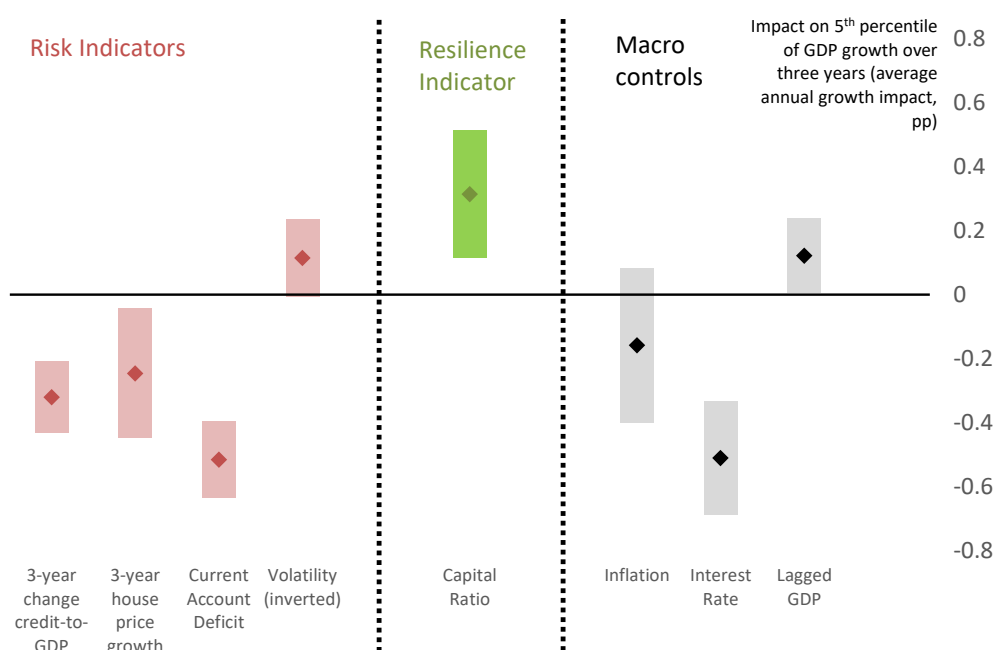 Risk Indicators
Resilience
Indicator
Macro
controls
Impact on 5th percentile
of GDP growth over
three years (average
annual growth impact,
pp)
0.8
0.6
0.4
0.2
0
-0.2
-0.4
-0.6
-0.8
3-year
change
credit-to-
GDP
3-year
house
price
growth
Current
Account
Deficit
Volatility
(inverted)
Capital
Ratio
Inflation
Interest
Rate
Lagged
GDP